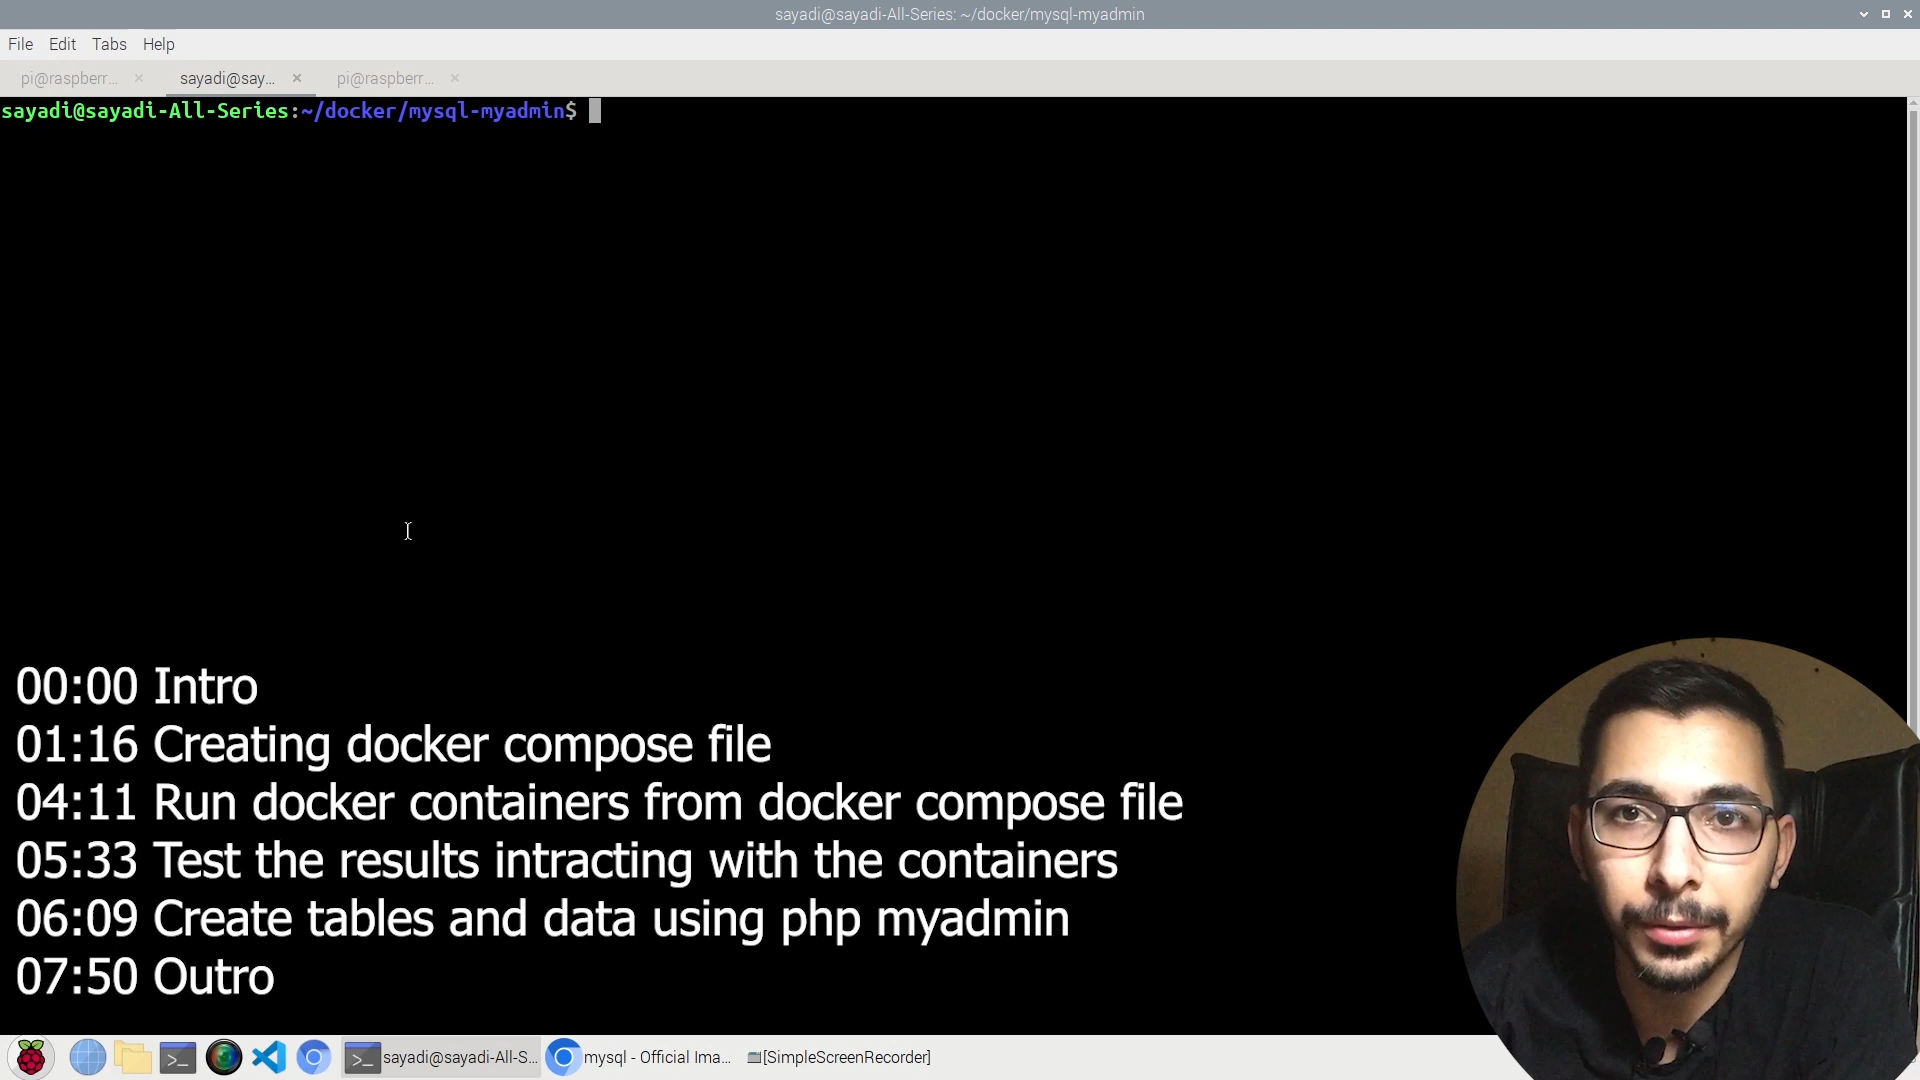 sayadi@sayadi-All-Series: ~/docker/mysql-myadmin
File Edit Tabs Help
pi@raspberr... × sayadi@say... × pi@raspberr... ×
sayadi@sayadi-All-Series:~/docker/mysql-myadmin$
00:00 Intro
01:16 Creating docker compose file
04:11 Run docker containers from docker compose file
05:33 Test the results intracting with the containers
06:09 Create tables and data using php myadmin
07:50 Outro
sayadi@sayadi-All-S... mysql - Official Ima... [SimpleScreenRecorder]